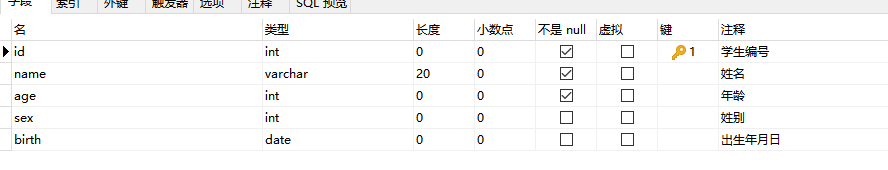 字段 索引 外键 触发器 选项 注释 SQL 预览
名 类型 长度 小数点 不是 null 虚拟 键 注释
id int 0 0 1 学生编号
name varchar 20 0 姓名
age int 0 0 年龄
sex int 0 0 姓别
birth date 0 0 出生年月日